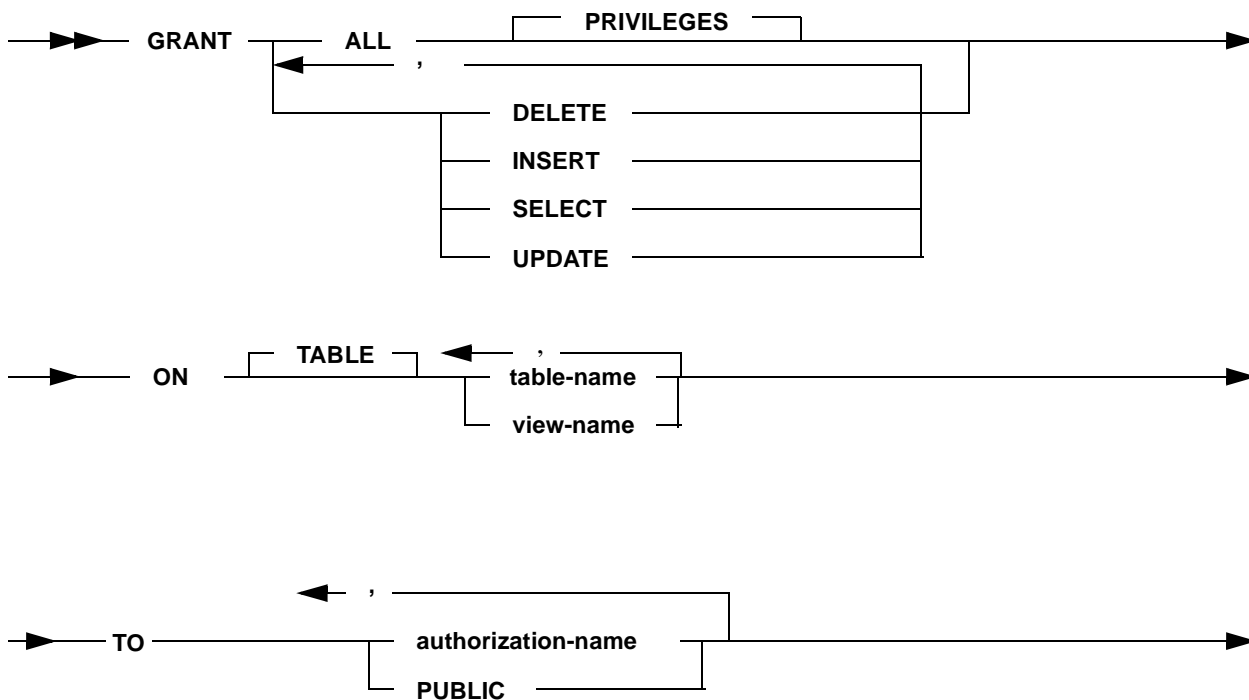 PRIVILEGES
GRANT ALL
,
DELETE
INSERT
SELECT
UPDATE
TABLE ,
ON table-name
view-name
,
TO authorization-name
PUBLIC